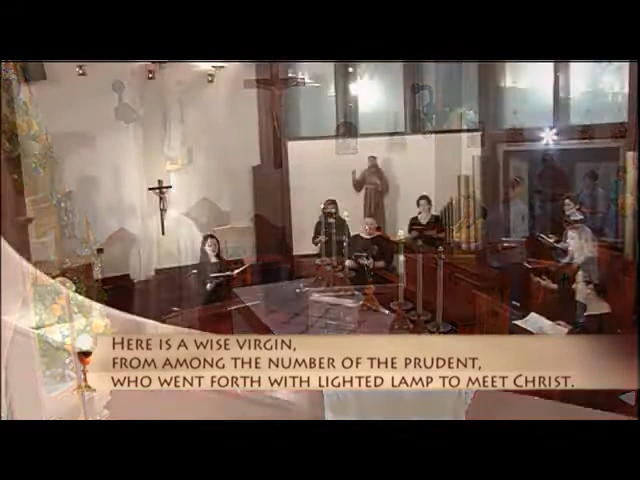 Here is a wise virgin,
from among the number of the prudent,
who went forth with lighted lamp to meet Christ.